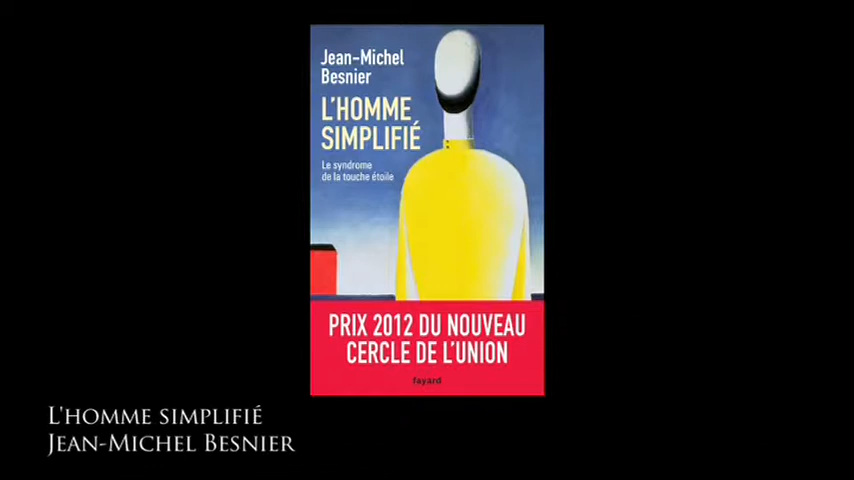 Jean-Michel
Besnier
L'HOMME
SIMPLIFIÉ
Le syndrome
de la touche étoile
PRIX 2012 DU NOUVEAU
CERCLE DE L'UNION
fayard
L'HOMME SIMPLIFIÉ
JEAN-MICHEL BESNIER